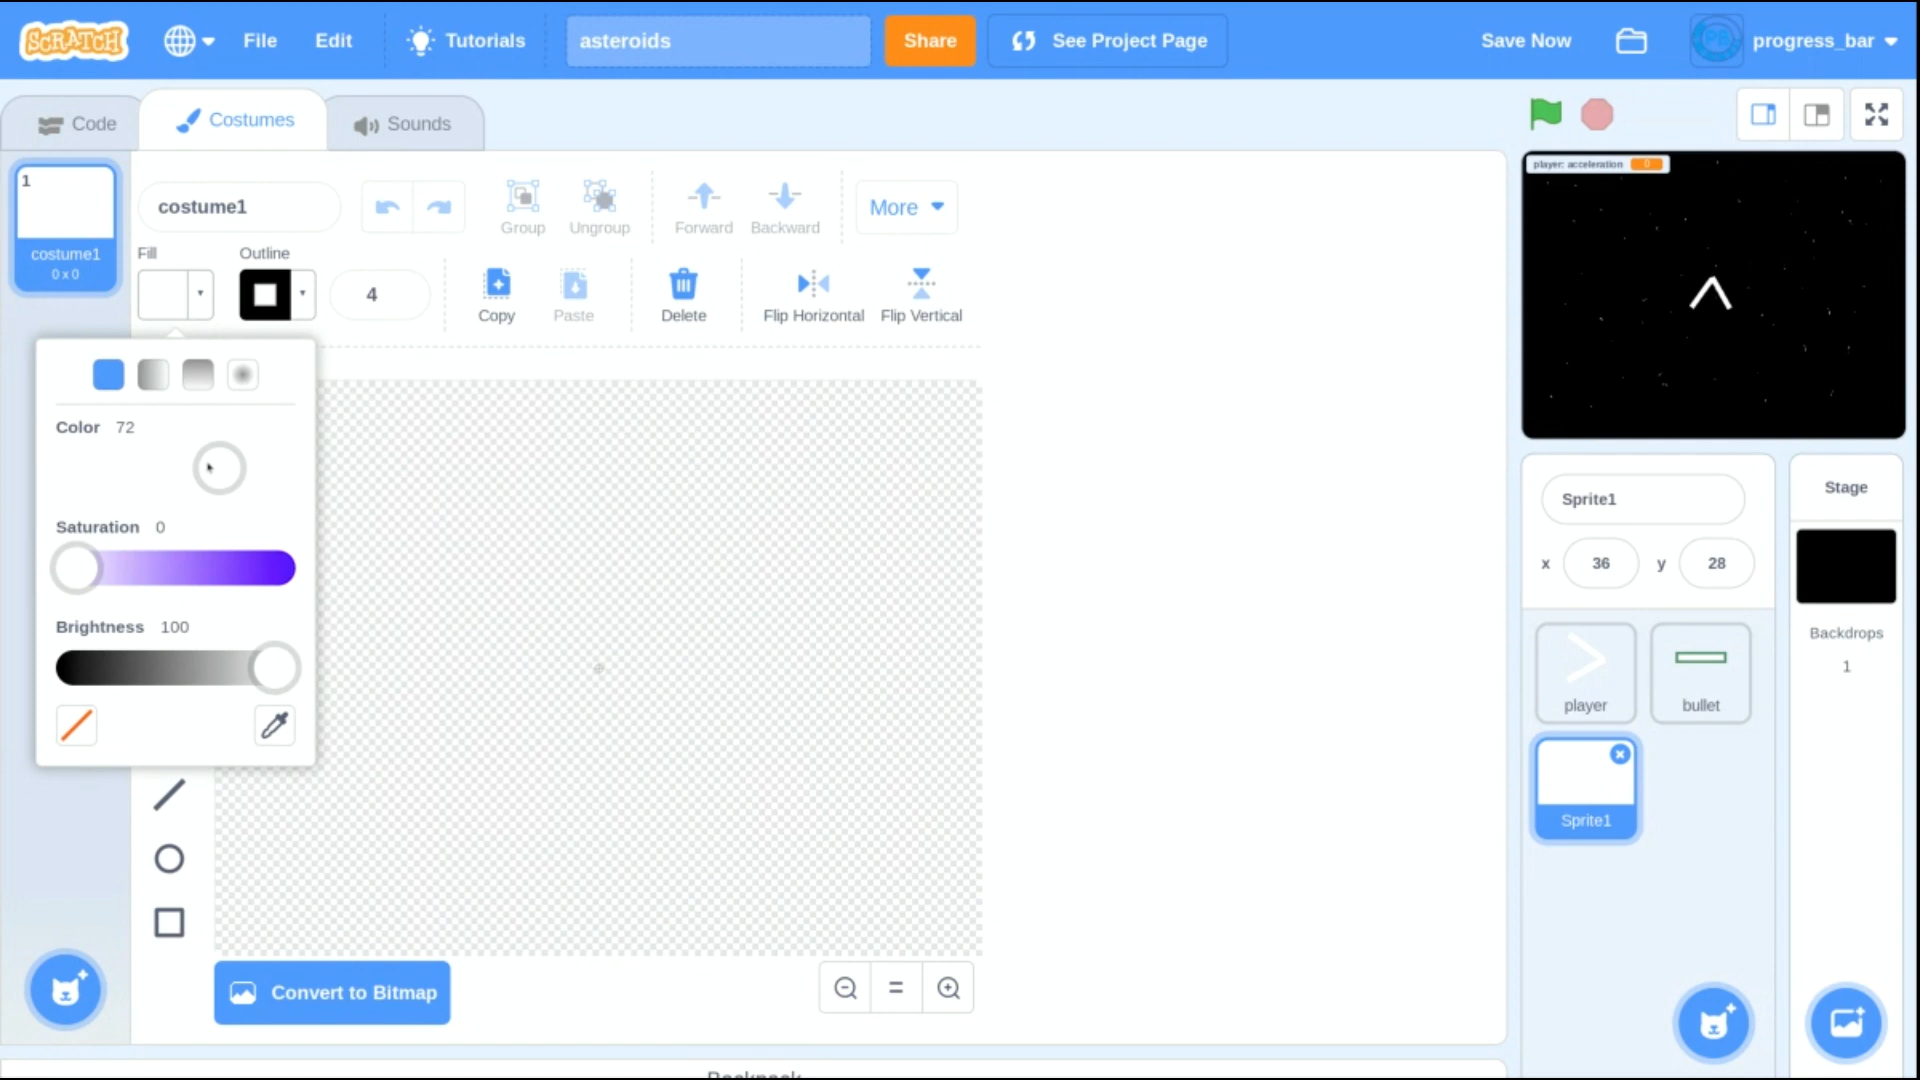 SCRATCH File Edit Tutorials asteroids Share See Project Page Save Now progress_bar
Code Costumes Sounds
player: acceleration 0
1
costume1
0 x 0
costume1
Group Ungroup Forward Backward More
Fill Outline
4
Copy Paste Delete Flip Horizontal Flip Vertical
Color 72
Saturation 0
Brightness 100
Convert to Bitmap
Sprite1
x 36 y 28
player bullet
Sprite1
Stage
Backdrops
1
Backpack